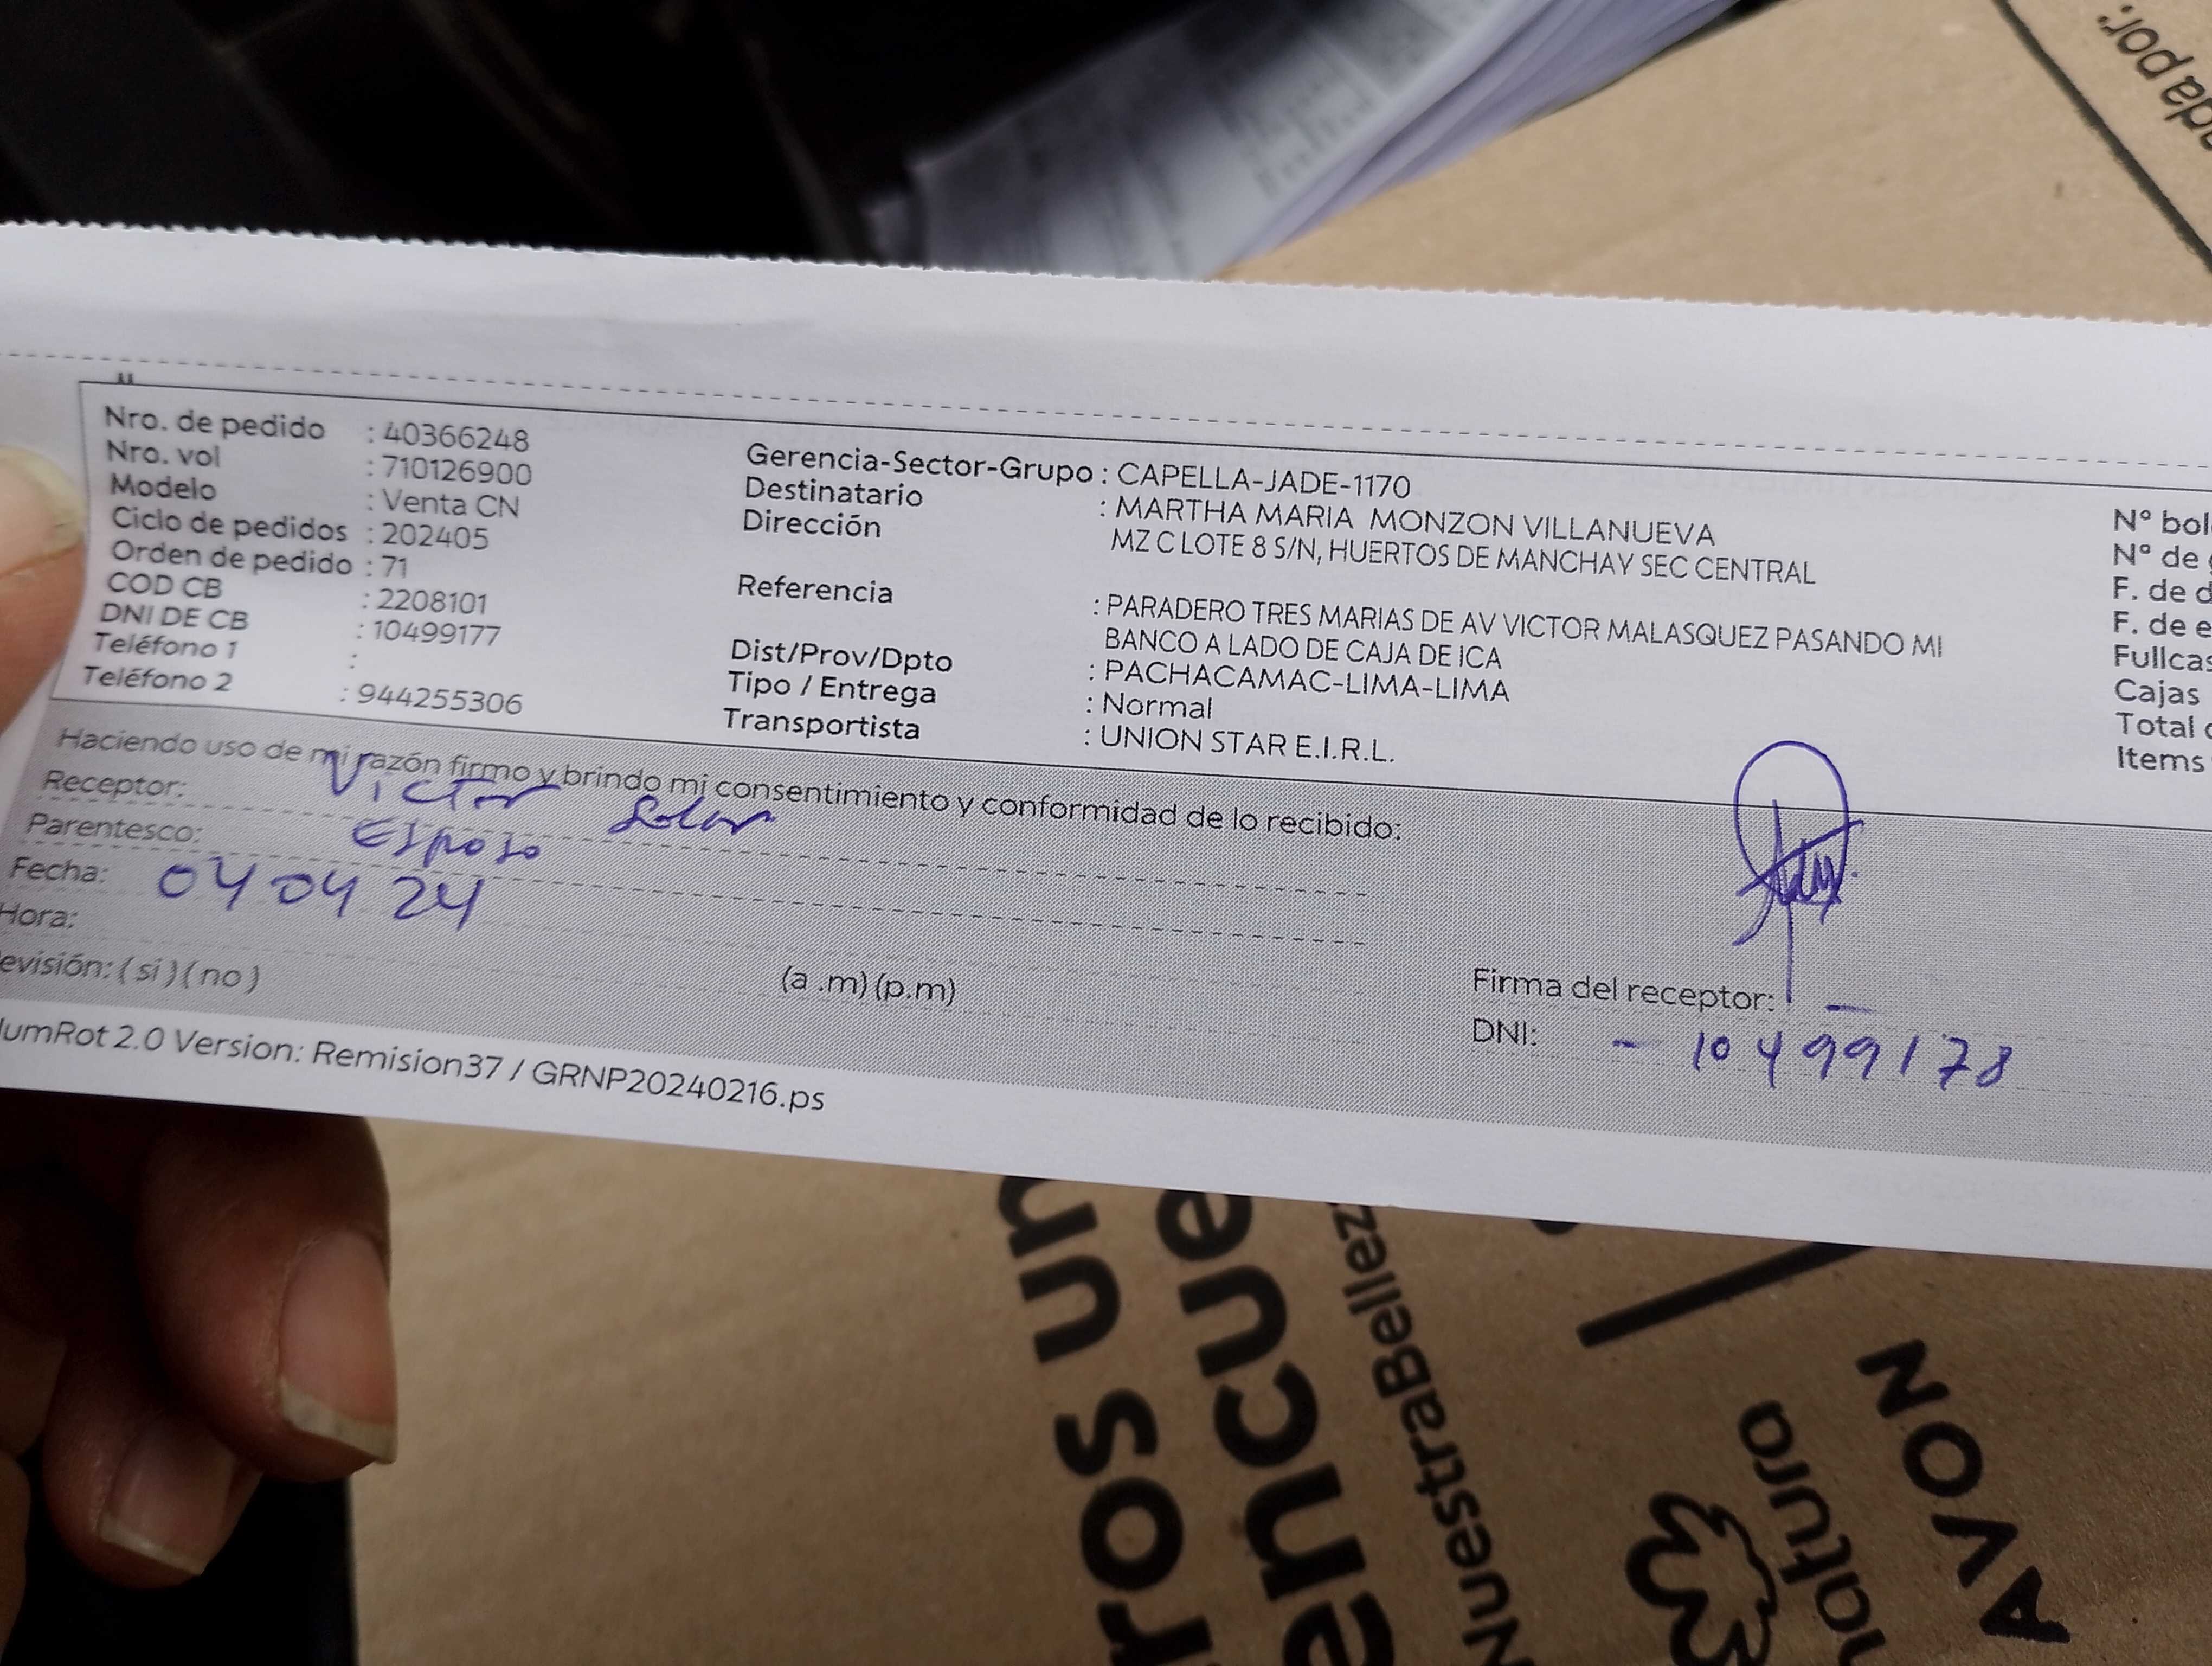 ada por:
Nro. de pedido : 40366248
Nro. vol : 710126900
Modelo : Venta CN
Ciclo de pedidos : 202405
Orden de pedido : 71
COD CB : 2208101
DNI DE CB : 10499177
Teléfono 1 :
Teléfono 2 : 944255306
Gerencia-Sector-Grupo : CAPELLA-JADE-1170
Destinatario : MARTHA MARIA MONZON VILLANUEVA
Dirección MZ C LOTE 8 S/N, HUERTOS DE MANCHAY SEC CENTRAL
Referencia : PARADERO TRES MARIAS DE AV VICTOR MALASQUEZ PASANDO MI
BANCO A LADO DE CAJA DE ICA
Dist/Prov/Dpto : PACHACAMAC-LIMA-LIMA
Tipo / Entrega : Normal
Transportista : UNION STAR E.I.R.L.
N° bol
N° de
F. de d
F. de e
Fullcas
Cajas
Total
Items
Haciendo uso de mi razón firmo y brindo mi consentimiento y conformidad de lo recibido:
Receptor: Victor
Parentesco: Esposo
Fecha: 04 04 24
Hora:
evisión: ( si ) ( no ) (a .m) (p.m)
Firma del receptor:
DNI: - 10499178
umRot 2.0 Version: Remision37 / GRNP20240216.ps
ros un
encue
NuestraBellez
natura
AVON